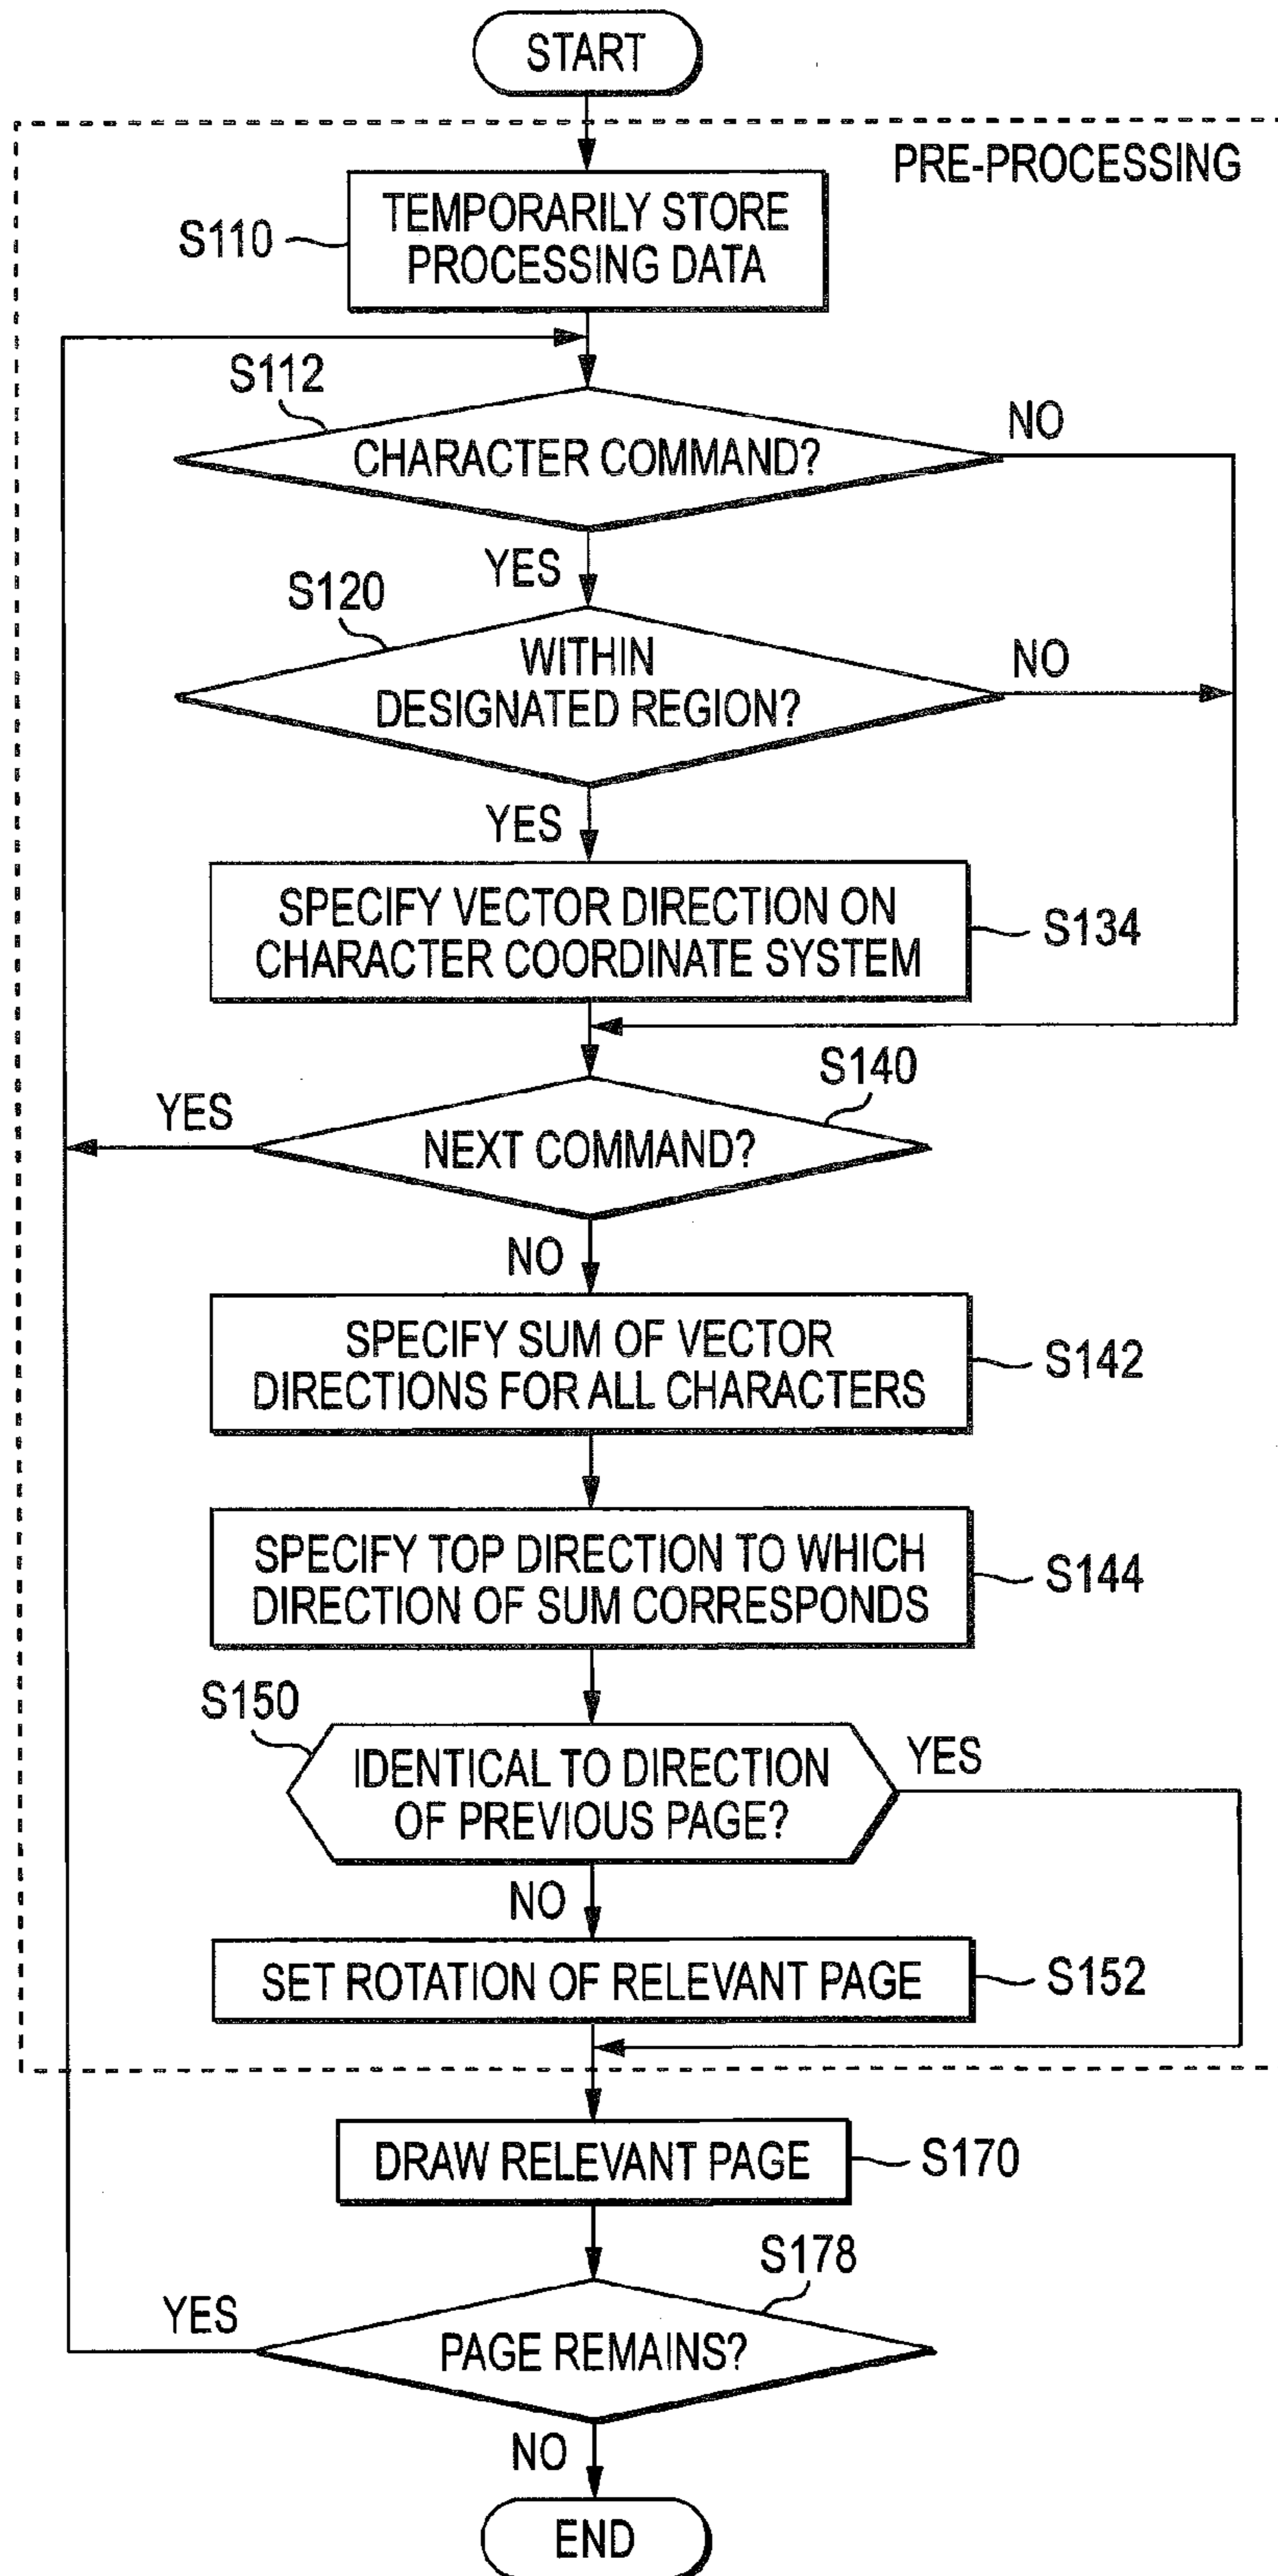 START
PRE-PROCESSING
S110
TEMPORARILY STORE
PROCESSING DATA
S112
CHARACTER COMMAND?
NO
YES
S120
WITHIN
DESIGNATED REGION?
NO
YES
SPECIFY VECTOR DIRECTION ON
CHARACTER COORDINATE SYSTEM
S134
S140
YES
NEXT COMMAND?
NO
SPECIFY SUM OF VECTOR
DIRECTIONS FOR ALL CHARACTERS
S142
SPECIFY TOP DIRECTION TO WHICH
DIRECTION OF SUM CORRESPONDS
S144
S150
IDENTICAL TO DIRECTION
OF PREVIOUS PAGE?
YES
NO
SET ROTATION OF RELEVANT PAGE
S152
DRAW RELEVANT PAGE
S170
S178
YES
PAGE REMAINS?
NO
END